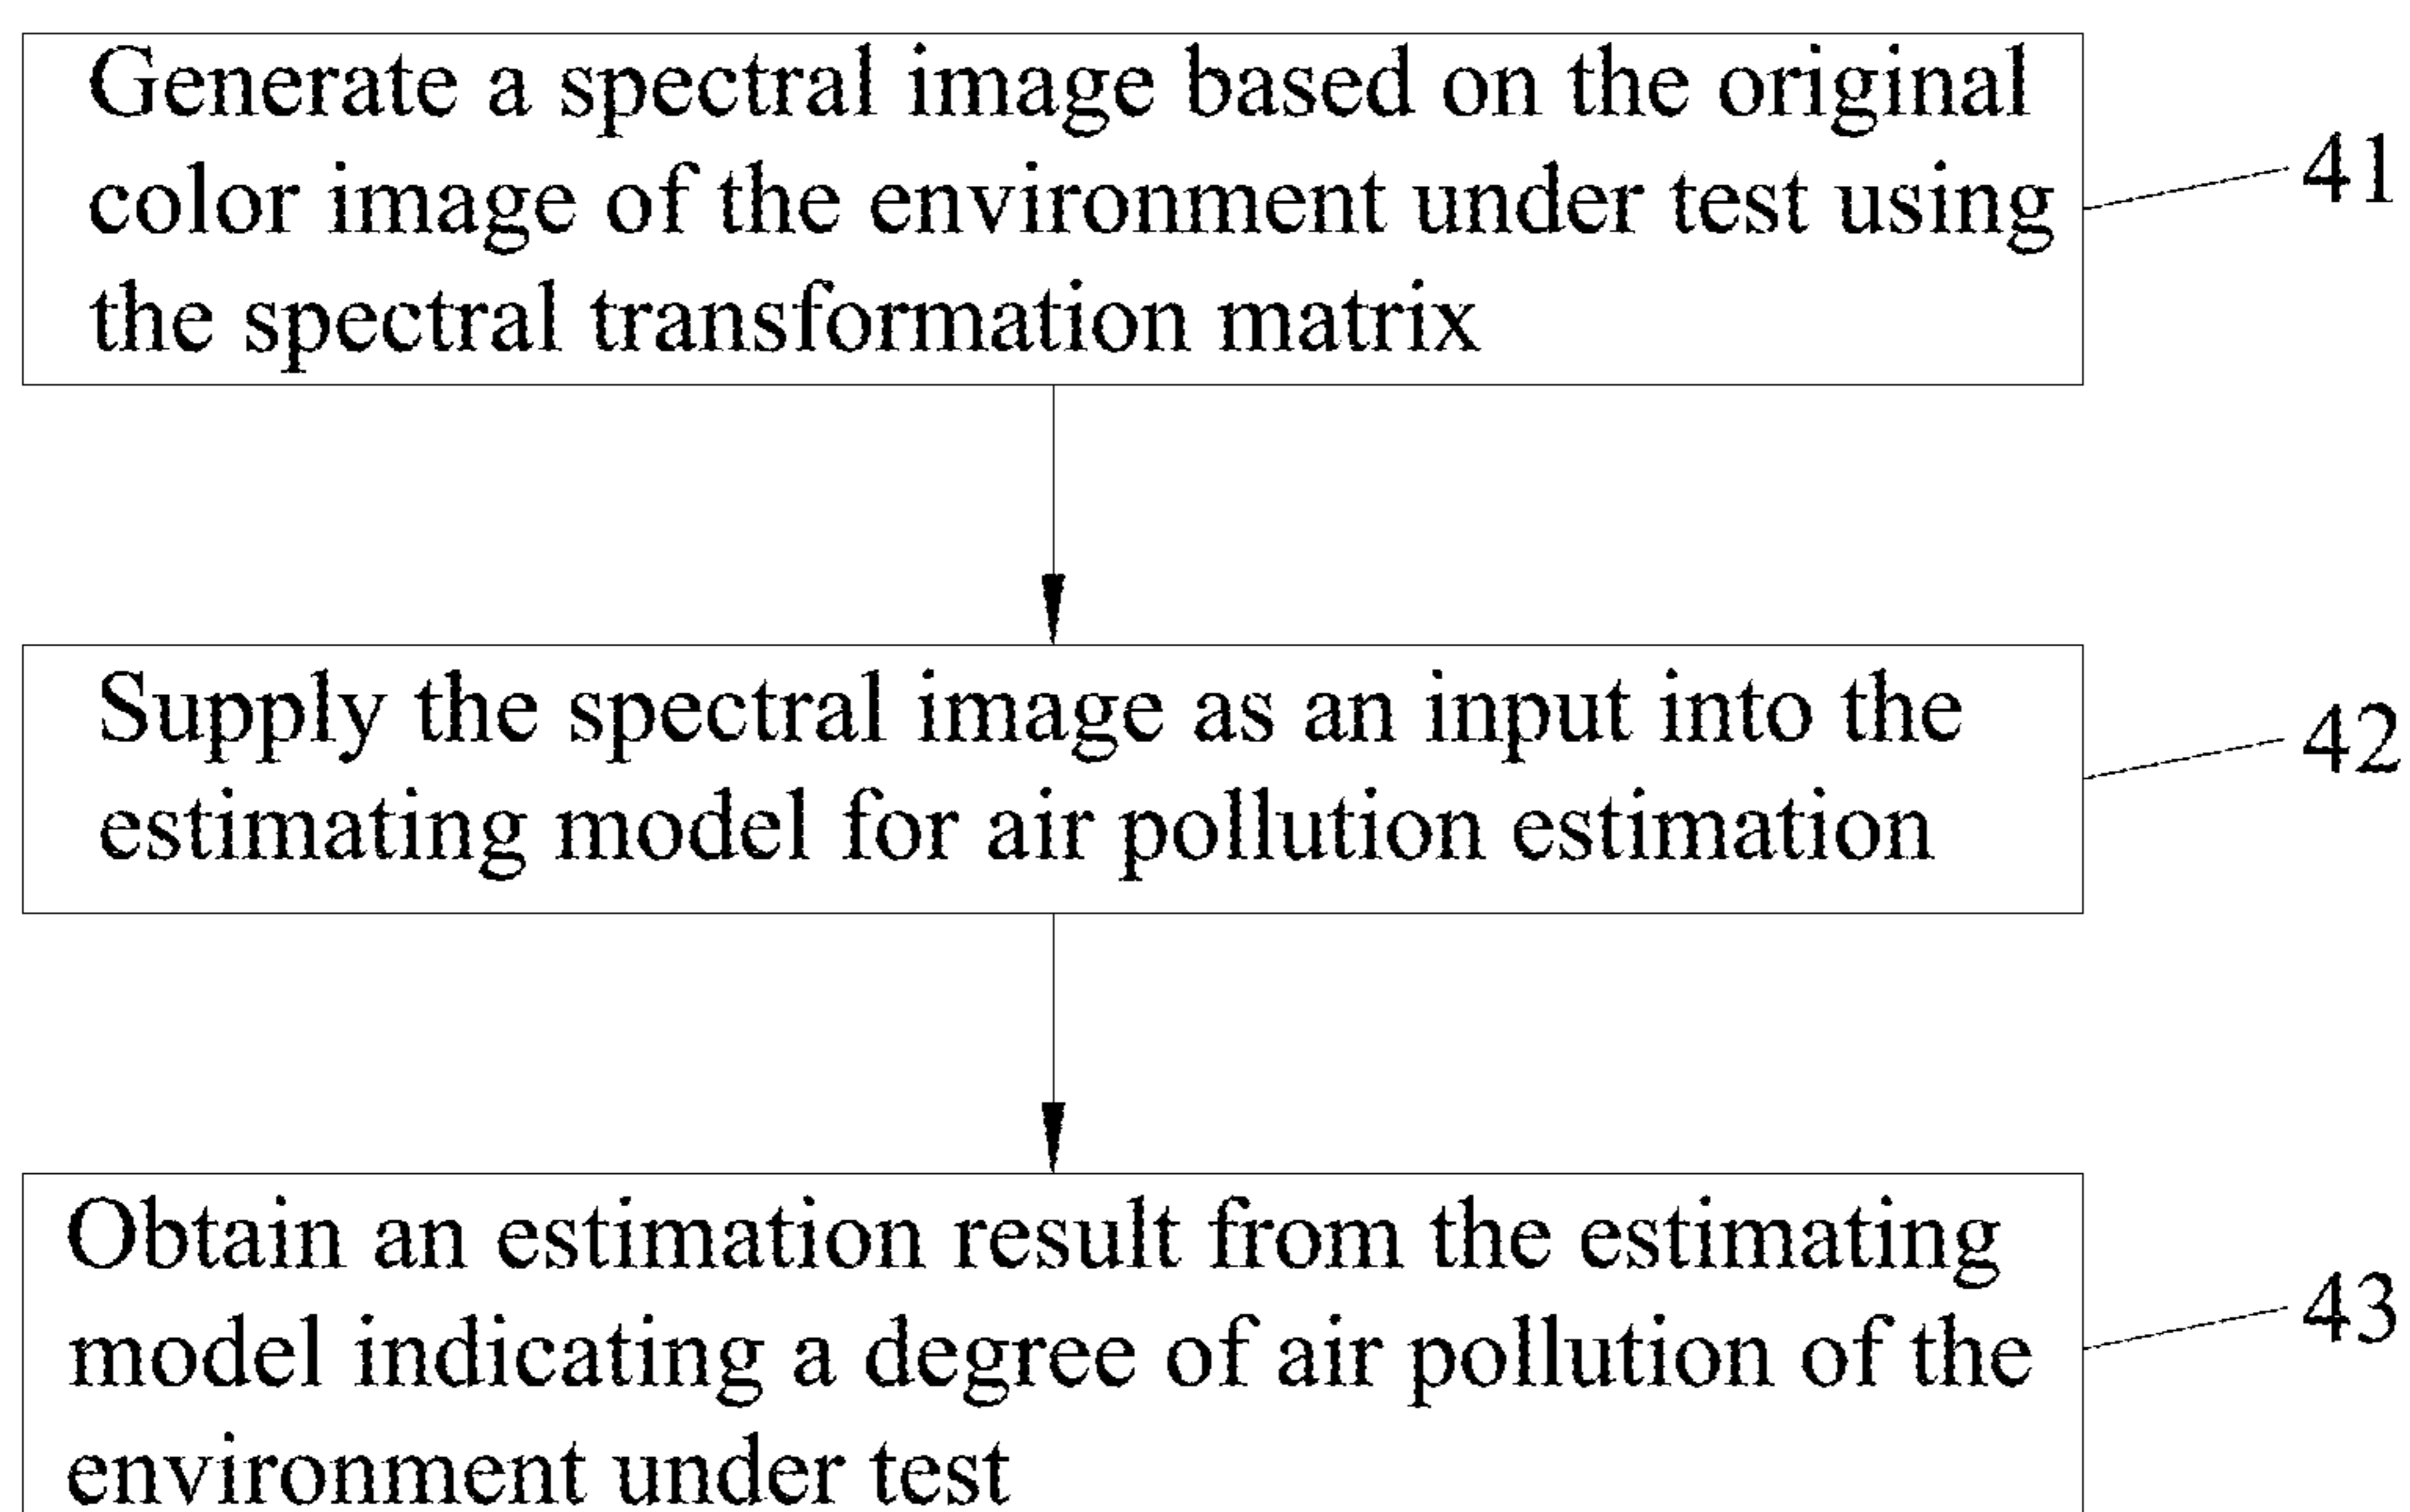 Generate a spectral image based on the original
color image of the environment under test using
the spectral transformation matrix
41
Supply the spectral image as an input into the
estimating model for air pollution estimation
42
Obtain an estimation result from the estimating
model indicating a degree of air pollution of the
environment under test
43